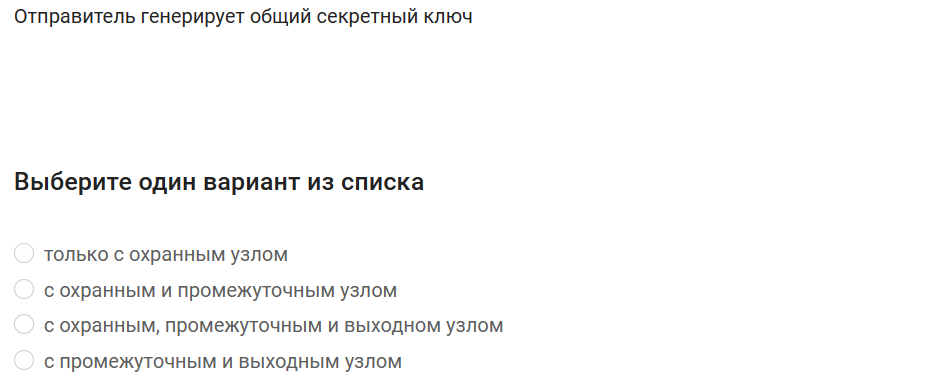 Отправитель генерирует общий секретный ключ
Выберите один вариант из списка
только с охранным узлом
с охранным и промежуточным узлом
с охранным, промежуточным и выходном узлом
с промежуточным и выходным узлом